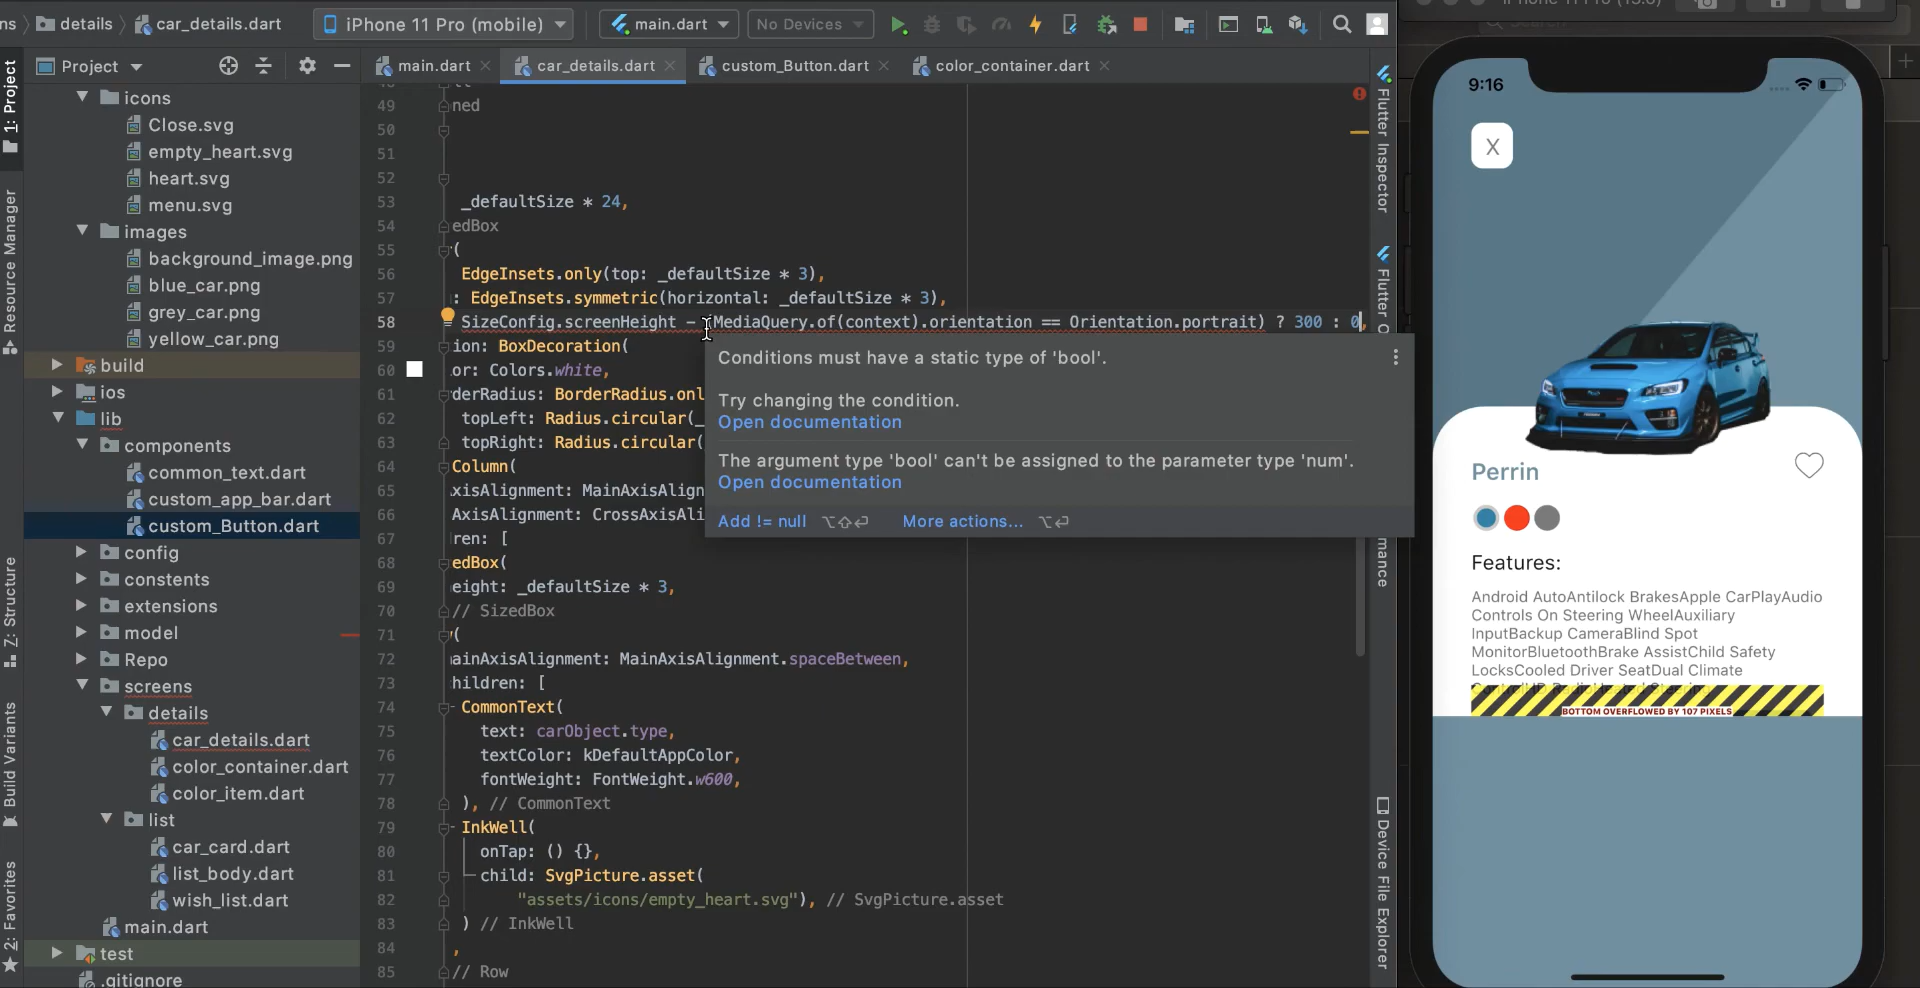 ns
details
car_details.dart
iPhone 11 Pro (mobile)
main.dart
No Devices
Project
main.dart
car_details.dart
custom_Button.dart
color_container.dart
1: Project
Resource Manager
Z: Structure
Build Variants
2: Favorites
icons
Close.svg
empty_heart.svg
heart.svg
menu.svg
images
background_image.png
blue_car.png
grey_car.png
yellow_car.png
build
ios
lib
components
common_text.dart
custom_app_bar.dart
custom_Button.dart
config
constents
extensions
model
Repo
screens
details
car_details.dart
color_container.dart
color_item.dart
list
car_card.dart
list_body.dart
wish_list.dart
main.dart
test
.gitignore
49 ned
50
51
52
53 _defaultSize * 24,
54 edBox
55 (
56 EdgeInsets.only(top: _defaultSize * 3),
57 : EdgeInsets.symmetric(horizontal: _defaultSize * 3),
58 SizeConfig.screenHeight - (MediaQuery.of(context).orientation == Orientation.portrait) ? 300 : 0,
59 ion: BoxDecoration(
60 or: Colors.white,
61 derRadius: BorderRadius.onl
62 topLeft: Radius.circular(_
63 topRight: Radius.circular(
64 Column(
65 xisAlignment: MainAxisAlign
66 AxisAlignment: CrossAxisAli
67 ren: [
68 edBox(
69 eight: _defaultSize * 3,
70 // SizedBox
71 (
72 ainAxisAlignment: MainAxisAlignment.spaceBetween,
73 hildren: [
74 CommonText(
75 text: carObject.type,
76 textColor: kDefaultAppColor,
77 fontWeight: FontWeight.w600,
78 ), // CommonText
79 InkWell(
80 onTap: () {},
81 child: SvgPicture.asset(
82 "assets/icons/empty_heart.svg"), // SvgPicture.asset
83 ) // InkWell
84 ,
85 // Row
Conditions must have a static type of 'bool'.
Try changing the condition.
Open documentation
The argument type 'bool' can't be assigned to the parameter type 'num'.
Open documentation
Add != null ⌥⇧⏎ More actions... ⌥⏎
Flutter Inspector
Flutter O
mance
Device File Explorer
Search
9:16
X
Perrin
Features:
Android AutoAntilock BrakesApple CarPlayAudio
Controls On Steering WheelAuxiliary
InputBackup CameraBlind Spot
MonitorBluetoothBrake AssistChild Safety
LocksCooled Driver SeatDual Climate
BOTTOM OVERFLOWED BY 107 PIXELS